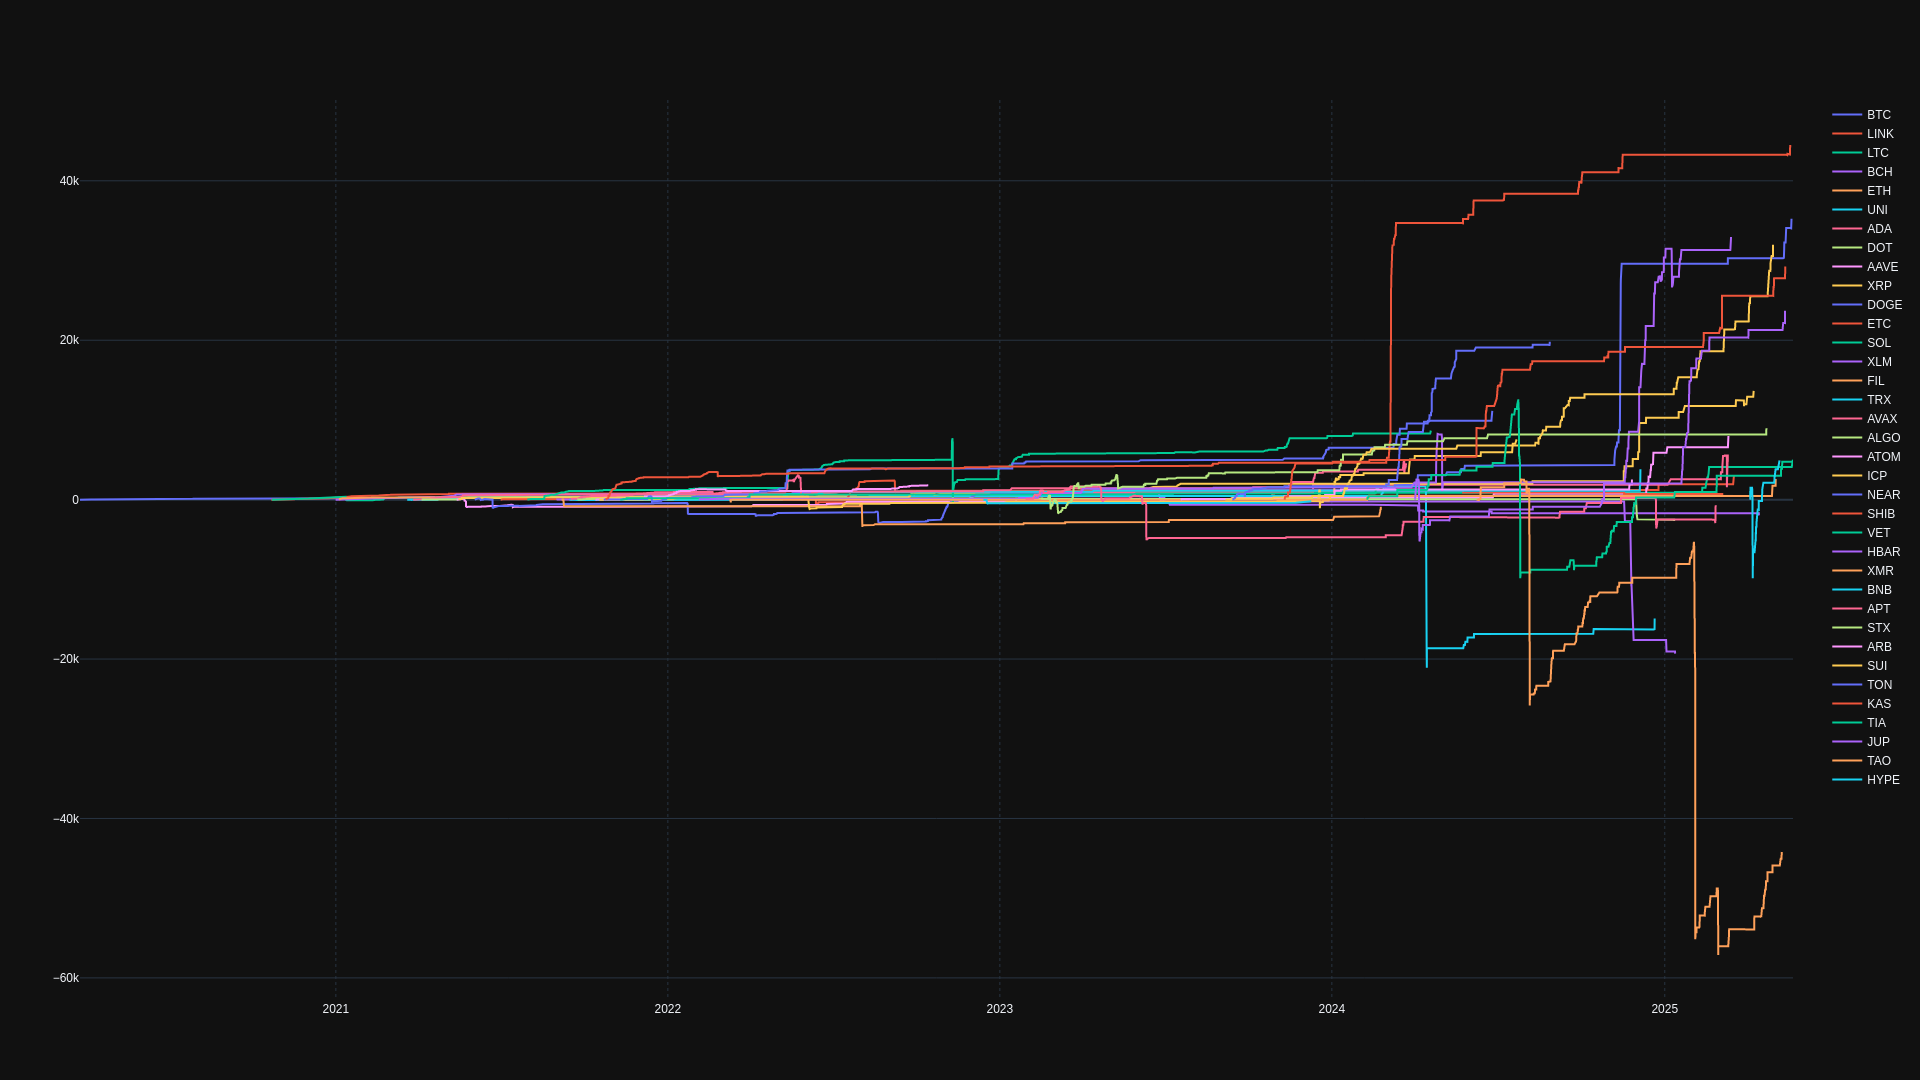 40k
20k
0
−20k
−40k
−60k
2021
2022
2023
2024
2025
BTC
LINK
LTC
BCH
ETH
UNI
ADA
DOT
AAVE
XRP
DOGE
ETC
SOL
XLM
FIL
TRX
AVAX
ALGO
ATOM
ICP
NEAR
SHIB
VET
HBAR
XMR
BNB
APT
STX
ARB
SUI
TON
KAS
TIA
JUP
TAO
HYPE